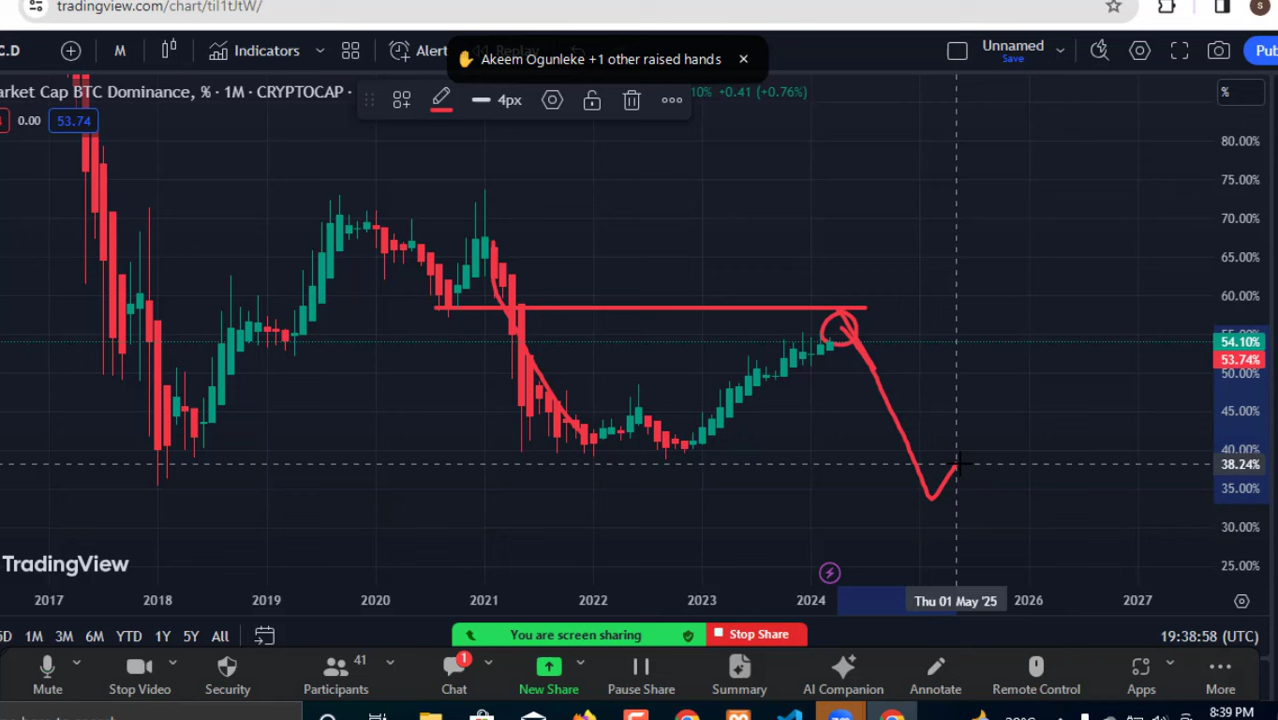 tradingview.com/chart/til1tJtW/
C.D
M
Indicators
Alert
Replay
Akeem Ogunleke +1 other raised hands
Unnamed
Save
Pub
arket Cap BTC Dominance, % · 1M · CRYPTOCAP
4px
10% +0.41 (+0.76%)
%
0.00
53.74
80.00%
75.00%
70.00%
65.00%
60.00%
55.00%
54.10%
53.74%
50.00%
45.00%
40.00%
38.24%
35.00%
30.00%
25.00%
TradingView
2017
2018
2019
2020
2021
2022
2023
2024
Thu 01 May '25
2026
2027
5D 1M 3M 6M YTD 1Y 5Y All
You are screen sharing
Stop Share
19:38:58 (UTC)
41
1
Mute
Stop Video
Security
Participants
Chat
New Share
Pause Share
Summary
AI Companion
Annotate
Remote Control
Apps
More
8:39 PM